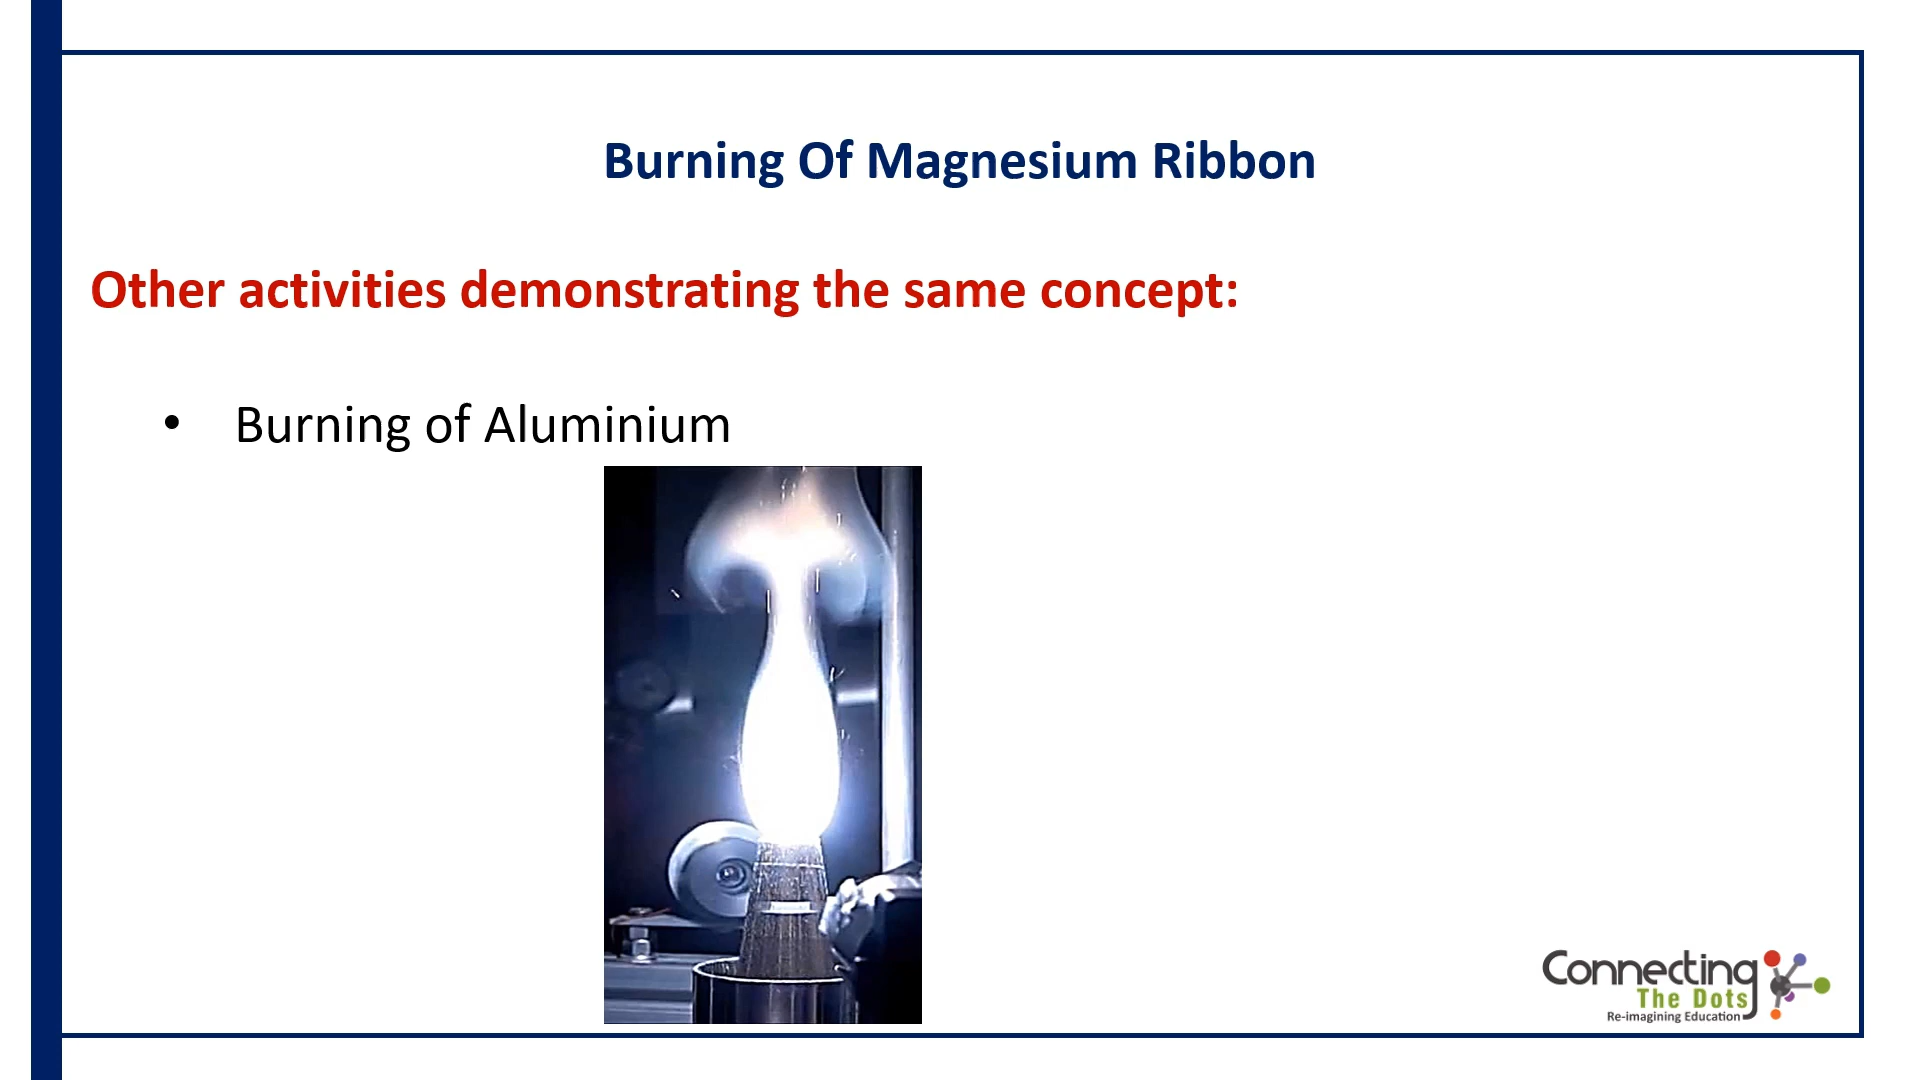 Burning Of Magnesium Ribbon
Other activities demonstrating the same concept:
• Burning of Aluminium
Connecting
The Dots
Re-imagining Education